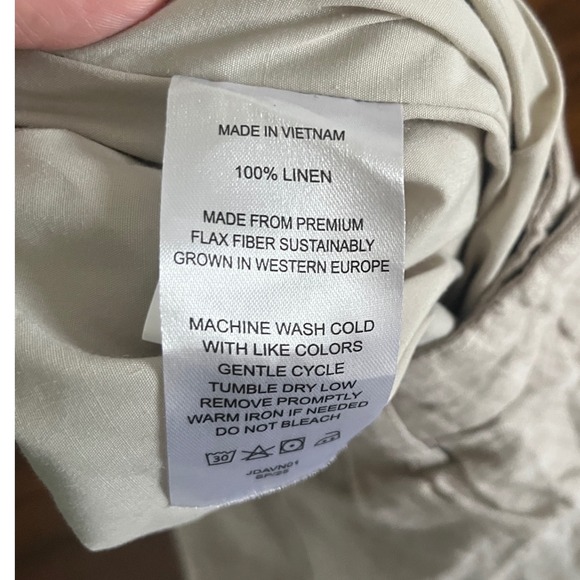 MADE IN VIETNAM
100% LINEN
MADE FROM PREMIUM
FLAX FIBER SUSTAINABLY
GROWN IN WESTERN EUROPE
MACHINE WASH COLD
WITH LIKE COLORS
GENTLE CYCLE
TUMBLE DRY LOW
REMOVE PROMPTLY
WARM IRON IF NEEDED
DO NOT BLEACH
30
JDAVN01